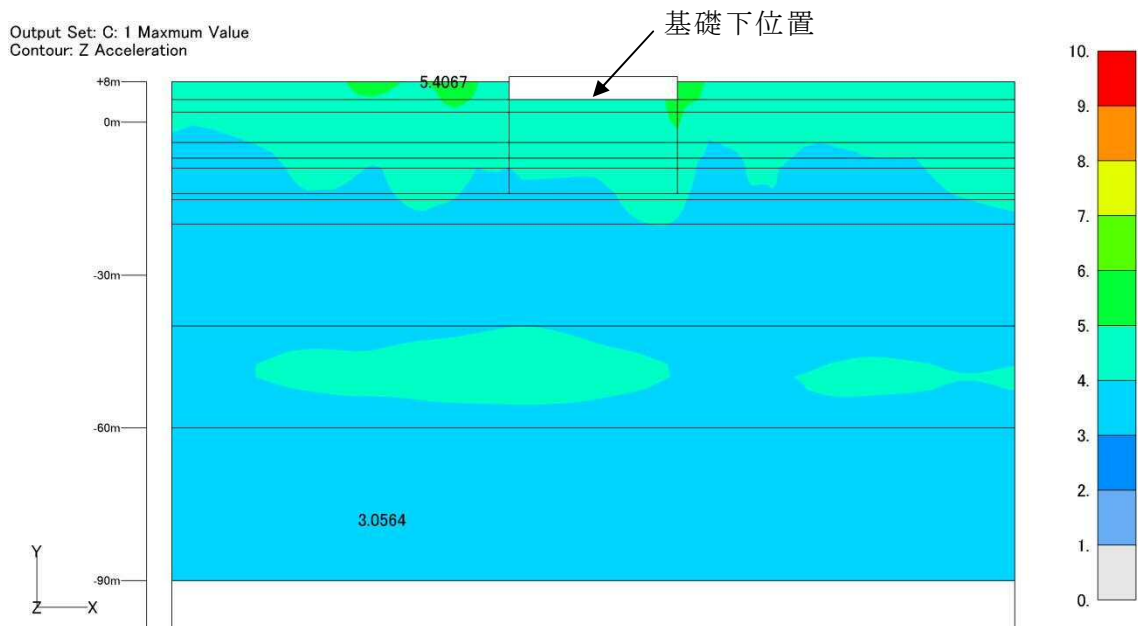 基礎下位置
Output Set: C: 1 Maxmum Value
Contour: Z Acceleration
5.4067
+8m
0m
-30m
-60m
3.0564
-90m
Y
Z
X
10.
9.
8.
7.
6.
5.
4.
3.
2.
1.
0.